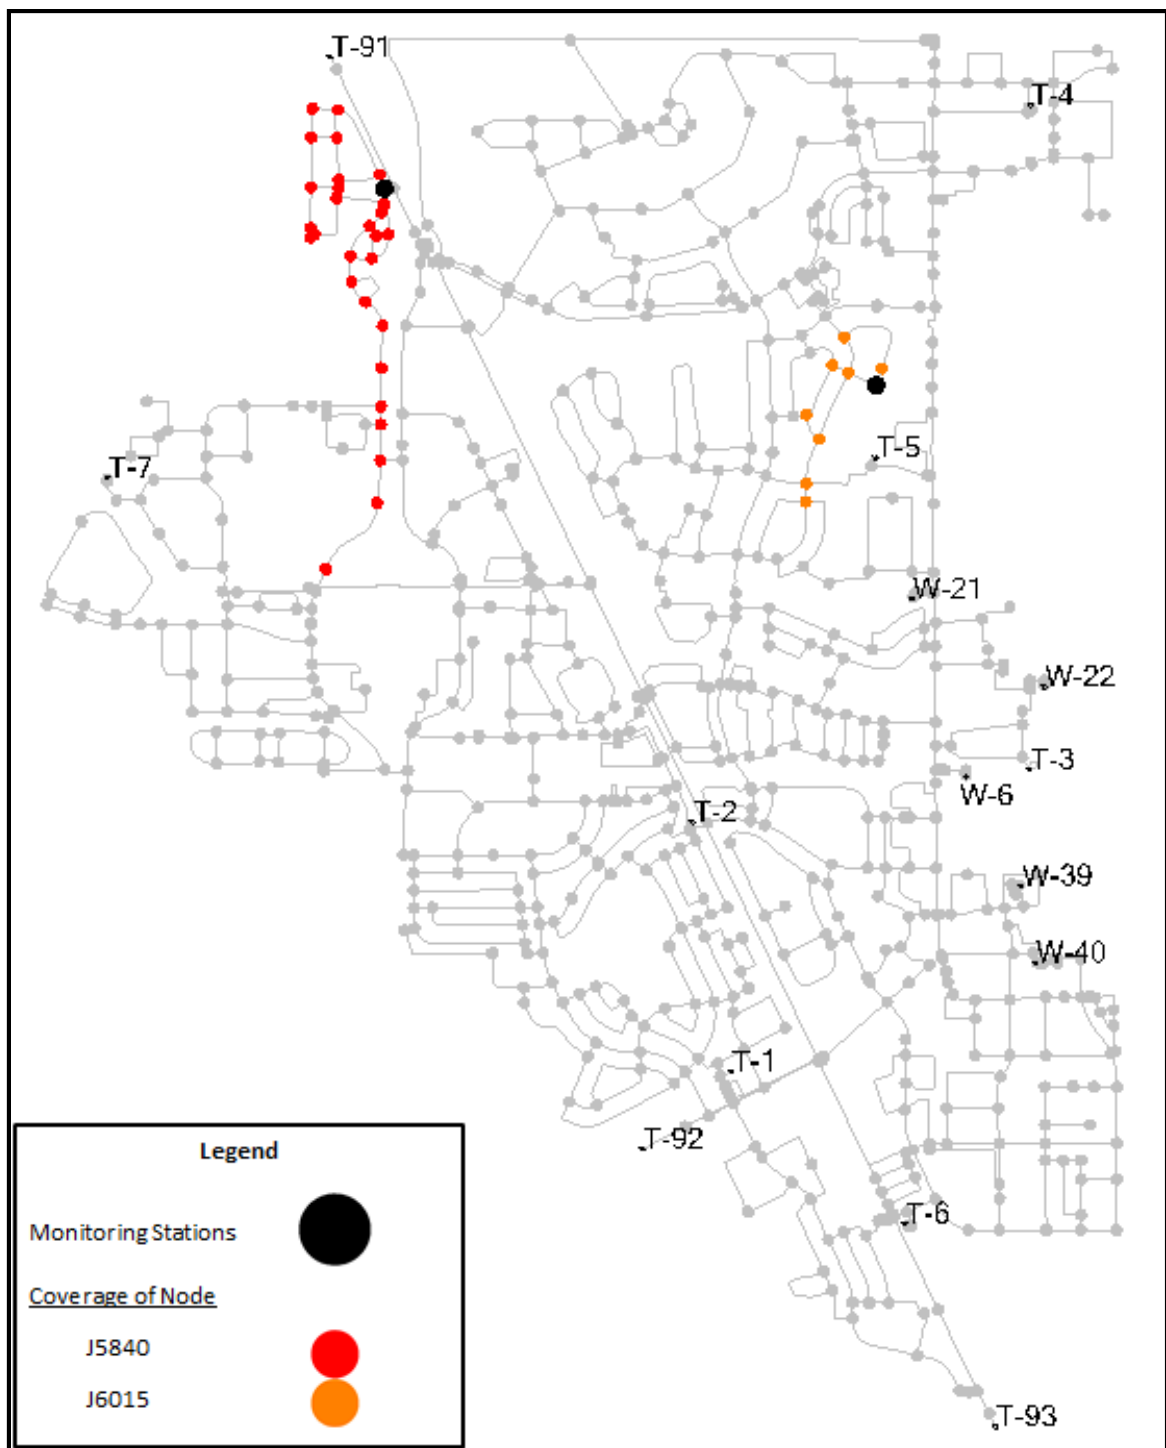 T-91
T-4
T-5
T-7
W-21
W-22
T-3
W-6
T-2
W-39
W-40
T-1
T-92
T-6
T-93
Legend
Monitoring Stations
Coverage of Node
J5840
J6015